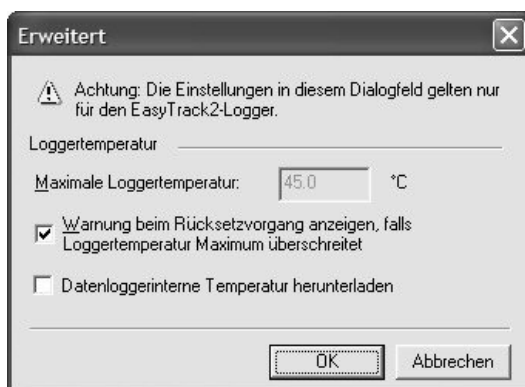 Erweitert
Achtung: Die Einstellungen in diesem Dialogfeld gelten nur
für den EasyTrack2-Logger.
Loggertemperatur
Maximale Loggertemperatur: 45.0 °C
Warnung beim Rücksetzvorgang anzeigen, falls
Loggertemperatur Maximum überschreitet
Datenloggerinterne Temperatur herunterladen
OK Abbrechen